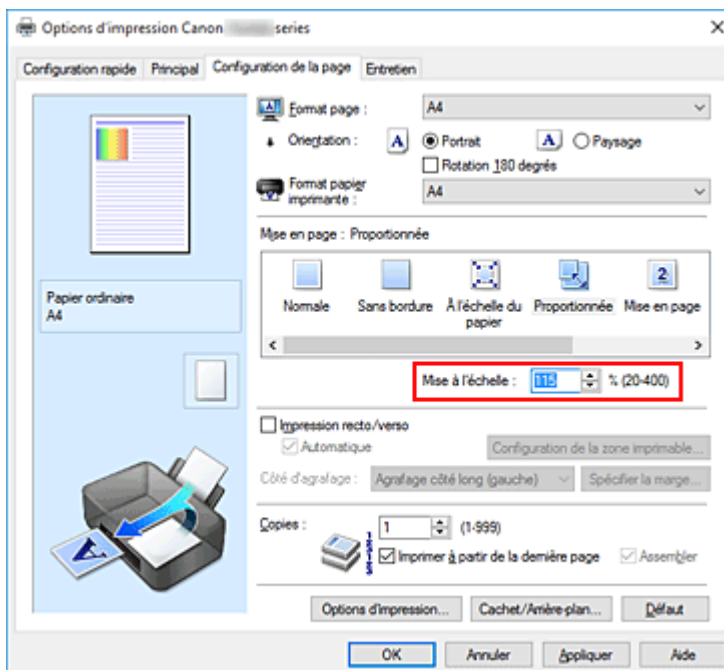 Options d'impression Canon series
Configuration rapide Principal Configuration de la page Entretien
Format page : A4
Orientation : A Portrait A Paysage
Rotation 180 degrés
Format papier imprimante : A4
Mise en page : Proportionnée
Normale Sans bordure À l'échelle du papier Proportionnée 2 Mise en page
Papier ordinaire
A4
Mise à l'échelle : 115 % (20-400)
Impression recto/verso
Automatique Configuration de la zone imprimable...
Côté d'agrafage : Agrafage côté long (gauche) Spécifier la marge...
Copies : 1 (1-999)
Imprimer à partir de la dernière page Assembler
A
Options d'impression... Cachet/Arrière-plan... Défaut
OK Annuler Appliquer Aide